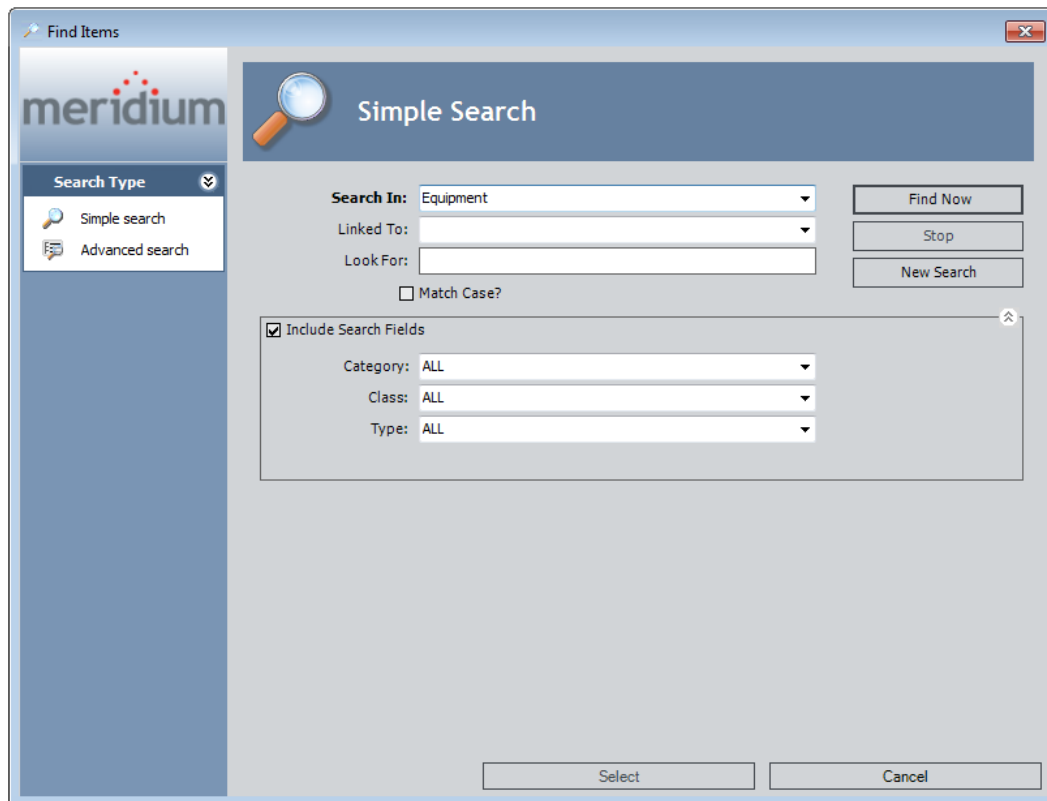 Find Items
meridium
Simple Search
Search Type
Simple search
Advanced search
Search In: Equipment
Linked To:
Look For:
Match Case?
Find Now
Stop
New Search
Include Search Fields
Category: ALL
Class: ALL
Type: ALL
Select
Cancel